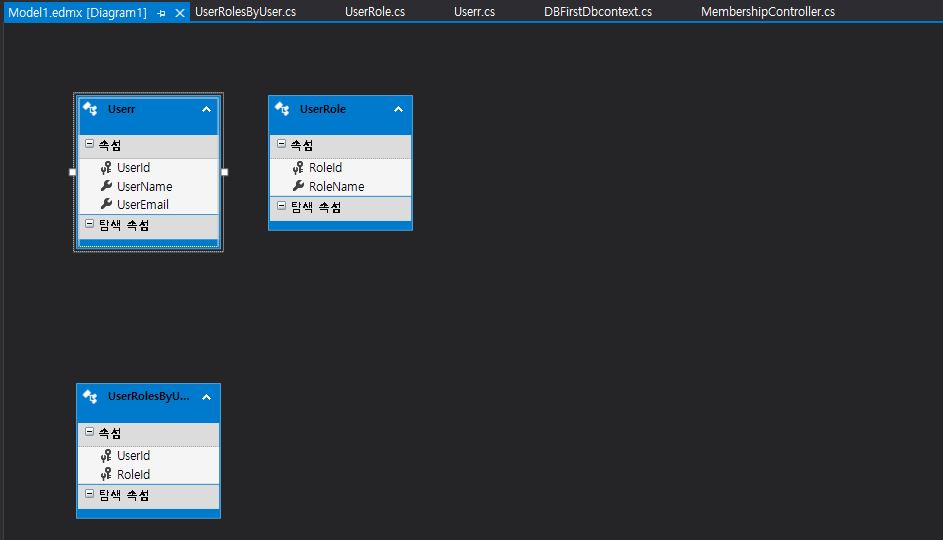 Model1.edmx [Diagram1] UserRolesByUser.cs UserRole.cs Userr.cs DBFirstDbcontext.cs MembershipController.cs
Userr
속성
UserId
UserName
UserEmail
탐색 속성
UserRole
속성
RoleId
RoleName
탐색 속성
UserRolesByU...
속성
UserId
RoleId
탐색 속성